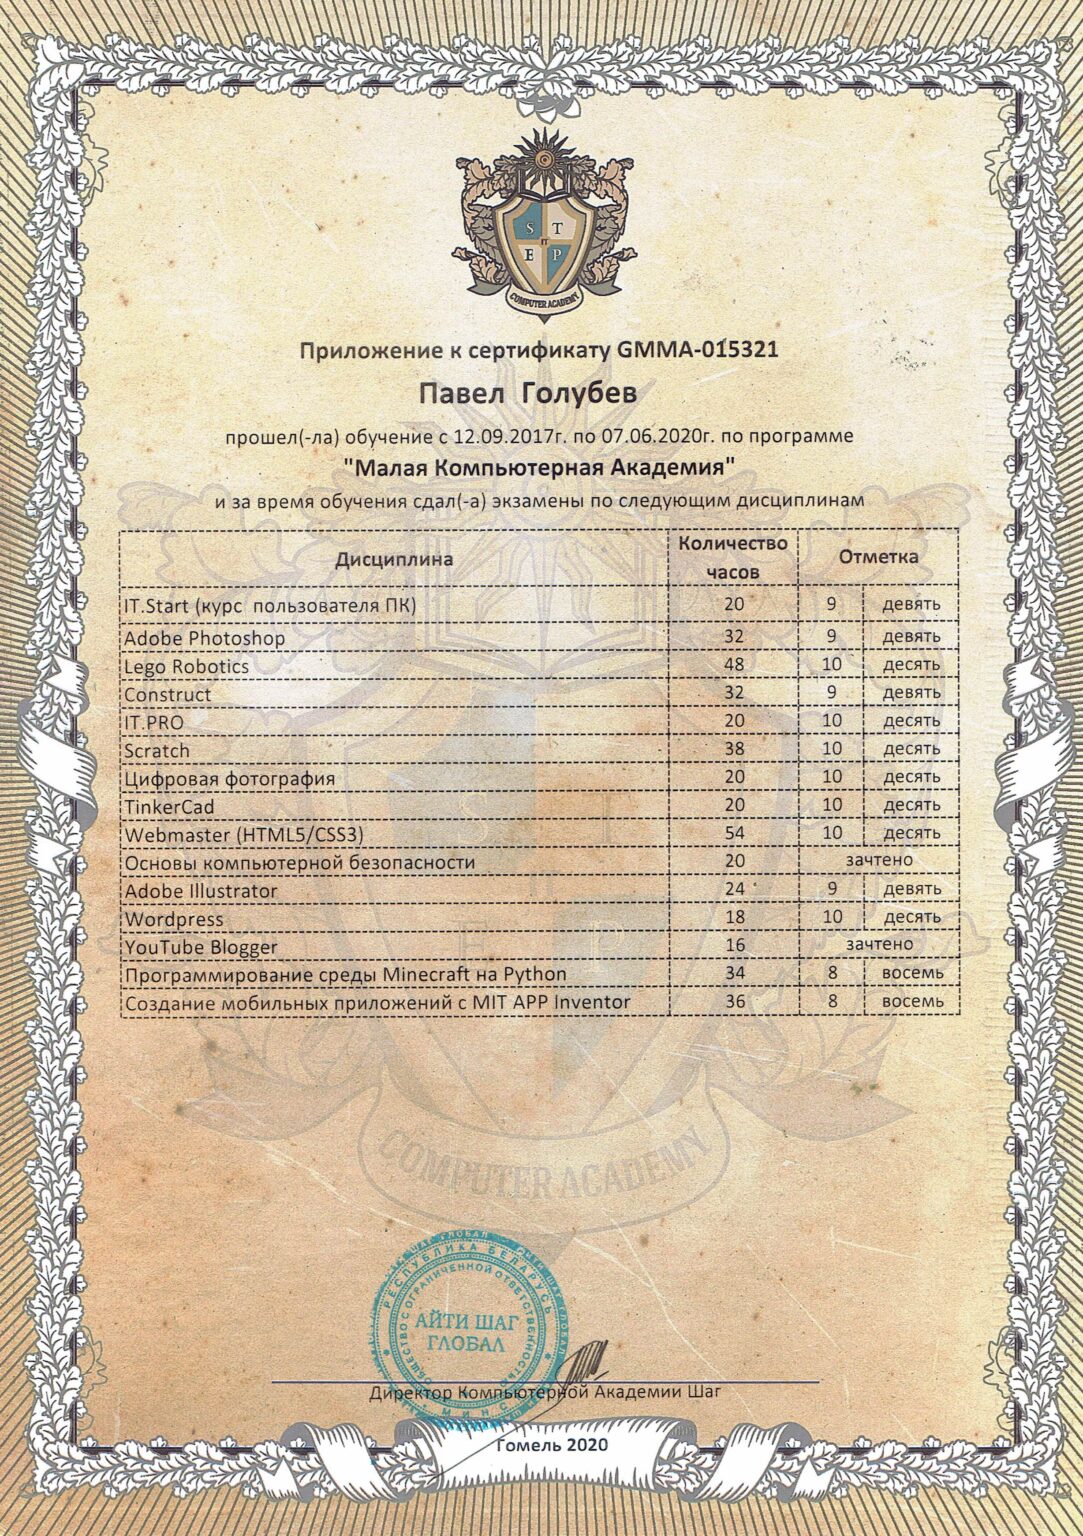 S T
IT
E P
COMPUTER ACADEMY
Приложение к сертификату GMMA-015321
Павел Голубев
прошел(-ла) обучение с 12.09.2017г. по 07.06.2020г. по программе
"Малая Компьютерная Академия"
и за время обучения сдал(-а) экзамены по следующим дисциплинам
Дисциплина Количество часов Отметка
IT.Start (курс пользователя ПК) 20 9 девять
Adobe Photoshop 32 9 девять
Lego Robotics 48 10 десять
Construct 32 9 девять
IT.PRO 20 10 десять
Scratch 38 10 десять
Цифровая фотография 20 10 десять
TinkerCad 20 10 десять
Webmaster (HTML5/CSS3) 54 10 десять
Основы компьютерной безопасности 20 зачтено
Adobe Illustrator 24 9 девять
Wordpress 18 10 десять
YouTube Blogger 16 зачтено
Программирование среды Minecraft на Python 34 8 восемь
Создание мобильных приложений с MIT APP Inventor 36 8 восемь
S T
E P
COMPUTER ACADEMY
РЕСПУБЛИКА БЕЛАРУСЬ
ОБЩЕСТВО С ОГРАНИЧЕННОЙ ОТВЕТСТВЕННОСТЬЮ
АЙТИ ШАГ
ГЛОБАЛ
МИНСК
Директор Компьютерной Академии Шаг
Гомель 2020